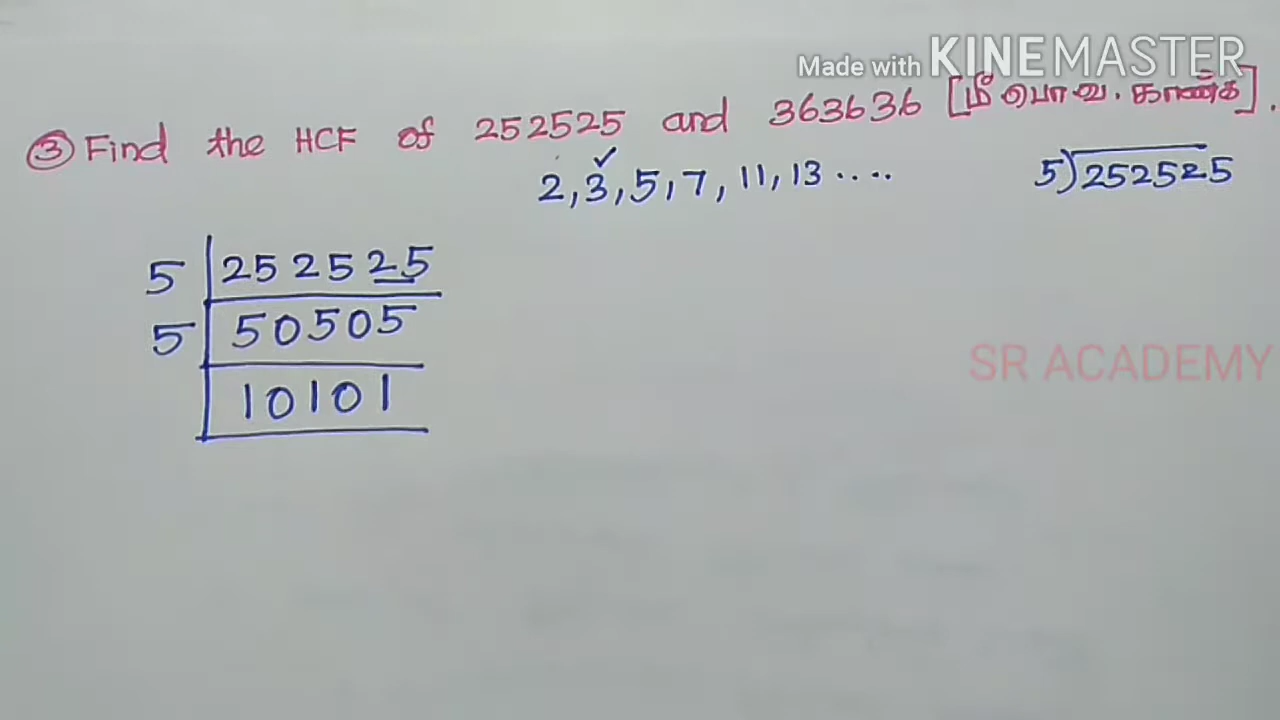 Made with KINEMASTER
③ Find the HCF of 252525 and 363636 [மீ பொ வ. காண்க].
2, 3, 5, 7, 11, 13 ....
5)252525
5 | 252525
5 | 50505
10101
SR ACADEMY